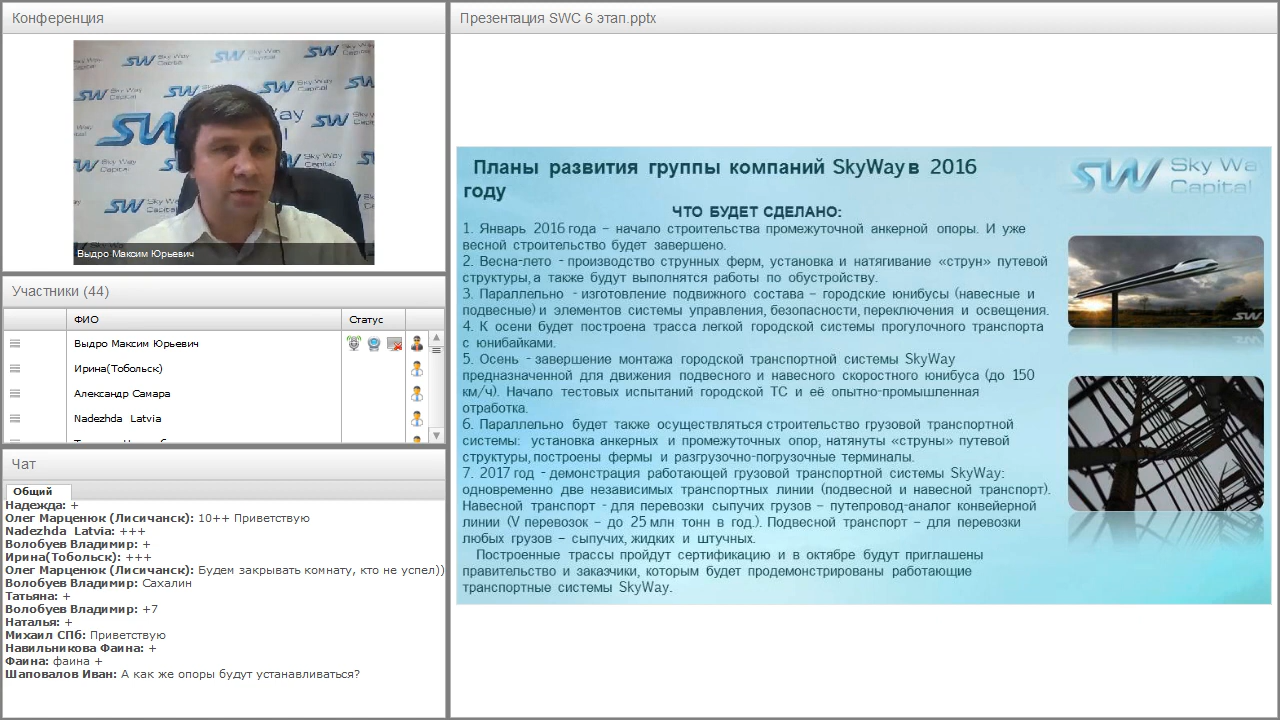 Конференция
Sky Way
Capital
Выдро Максим Юрьевич
Участники (44)
ФИО
Статус
Выдро Максим Юрьевич
Ирина(Тобольск)
Александр Самара
Nadezhda Latvia
Чат
Общий
Надежда: +
Олег Марценюк (Лисичанск): 10++ Приветствую
Nadezhda Latvia: +++
Волобуев Владимир: +
Ирина(Тобольск): +++
Олег Марценюк (Лисичанск): Будем закрывать комнату, кто не успел))
Волобуев Владимир: Сахалин
Татьяна: +
Волобуев Владимир: +7
Наталья: +
Михаил СПб: Приветствую
Навильникова Фаина: +
Фаина: фаина +
Шаповалов Иван: А как же опоры будут устанавливаться?
Презентация SWC 6 этап.pptx
Планы развития группы компаний SkyWay в 2016
году
SW Sky Wa
Capital
ЧТО БУДЕТ СДЕЛАНО:
1. Январь 2016 года – начало строительства промежуточной анкерной опоры. И уже
весной строительство будет завершено.
2. Весна-лето - производство струнных ферм, установка и натягивание «струн» путевой
структуры, а также будут выполнятся работы по обустройству.
3. Параллельно - изготовление подвижного состава – городские юнибусы (навесные и
подвесные) и элементов системы управления, безопасности, переключения и освещения.
4. К осени будет построена трасса легкой городской системы прогулочного транспорта
с юнибайками.
5. Осень - завершение монтажа городской транспортной системы SkyWay
предназначенной для движения подвесного и навесного скоростного юнибуса (до 150
км/ч). Начало тестовых испытаний городской ТС и её опытно-промышленная
отработка.
6. Параллельно будет также осуществляться строительство грузовой транспортной
системы: установка анкерных и промежуточных опор, натянуты «струны» путевой
структуры, построены фермы и разгрузочно-погрузочные терминалы.
7. 2017 год - демонстрация работающей грузовой транспортной системы SkyWay:
одновременно две независимых транспортных линии (подвесной и навесной транспорт).
Навесной транспорт - для перевозки сыпучих грузов – путепровод-аналог конвейерной
линии (V перевозок – до 25 млн тонн в год.). Подвесной транспорт – для перевозки
любых грузов – сыпучих, жидких и штучных.
Построенные трассы пройдут сертификацию и в октябре будут приглашены
правительство и заказчики, которым будет продемонстрированы работающие
транспортные системы SkyWay.
SW